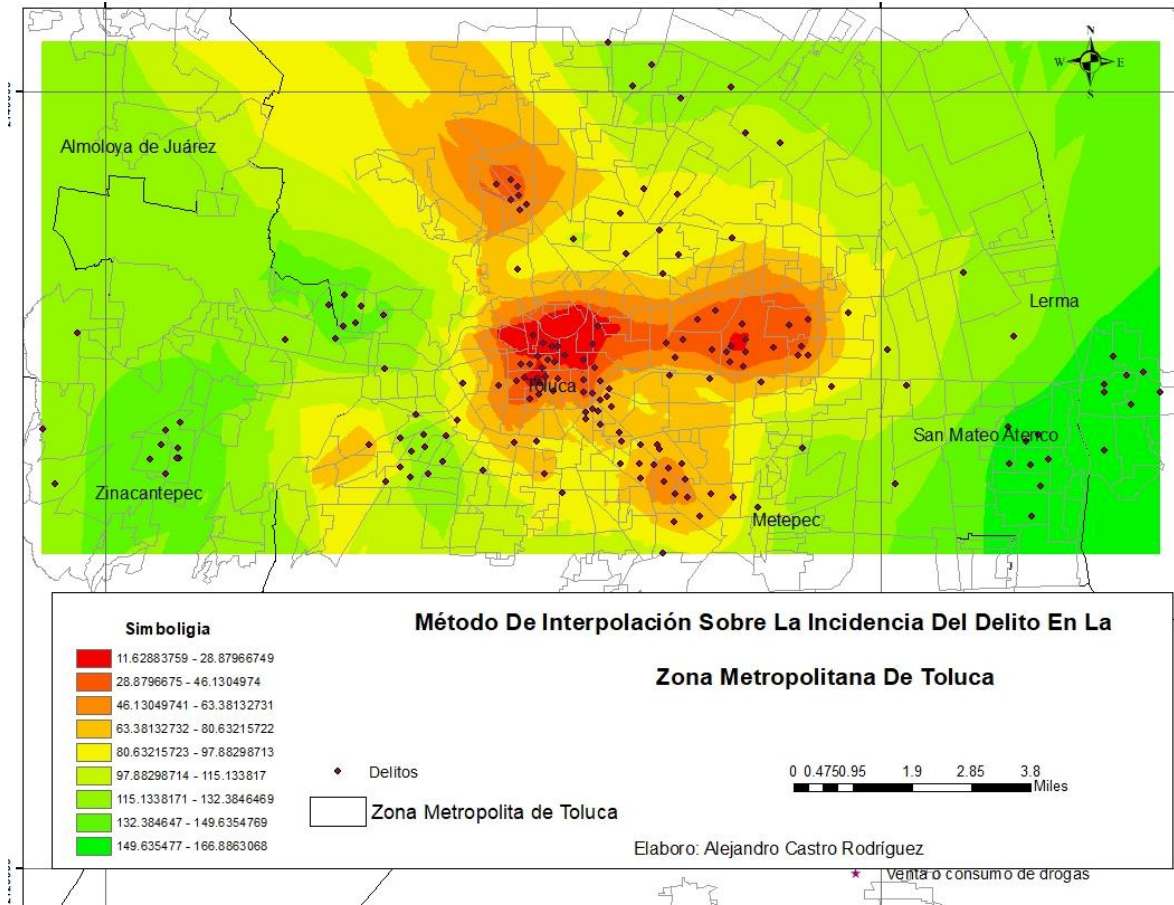 N
W E
S
Almoloya de Juárez
Lerma
Toluca
San Mateo Atenco
Zinacantepec
Metepec
Método De Interpolación Sobre La Incidencia Del Delito En La
Zona Metropolitana De Toluca
Simboligia
11.62883759 - 28.87966749
28.8796675 - 46.1304974
46.13049741 - 63.38132731
63.38132732 - 80.63215722
80.63215723 - 97.88298713
97.88298714 - 115.133817
115.1338171 - 132.3846469
132.384647 - 149.6354769
149.635477 - 166.8863068
Delitos
Zona Metropolita de Toluca
0 0.4750.95 1.9 2.85 3.8
Miles
Elaboro: Alejandro Castro Rodríguez
Venta o consumo de drogas